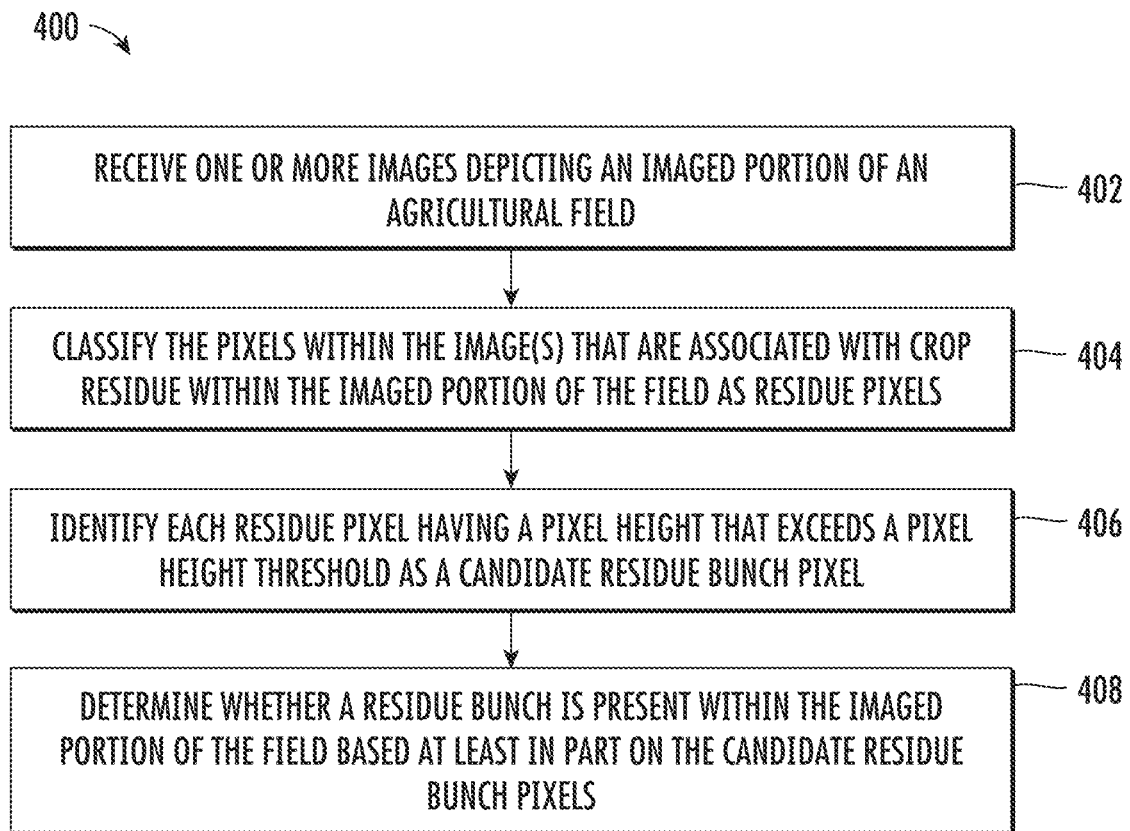 400
RECEIVE ONE OR MORE IMAGES DEPICTING AN IMAGED PORTION OF AN
AGRICULTURAL FIELD
402
CLASSIFY THE PIXELS WITHIN THE IMAGE(S) THAT ARE ASSOCIATED WITH CROP
RESIDUE WITHIN THE IMAGED PORTION OF THE FIELD AS RESIDUE PIXELS
404
IDENTIFY EACH RESIDUE PIXEL HAVING A PIXEL HEIGHT THAT EXCEEDS A PIXEL
HEIGHT THRESHOLD AS A CANDIDATE RESIDUE BUNCH PIXEL
406
DETERMINE WHETHER A RESIDUE BUNCH IS PRESENT WITHIN THE IMAGED
PORTION OF THE FIELD BASED AT LEAST IN PART ON THE CANDIDATE RESIDUE
BUNCH PIXELS
408